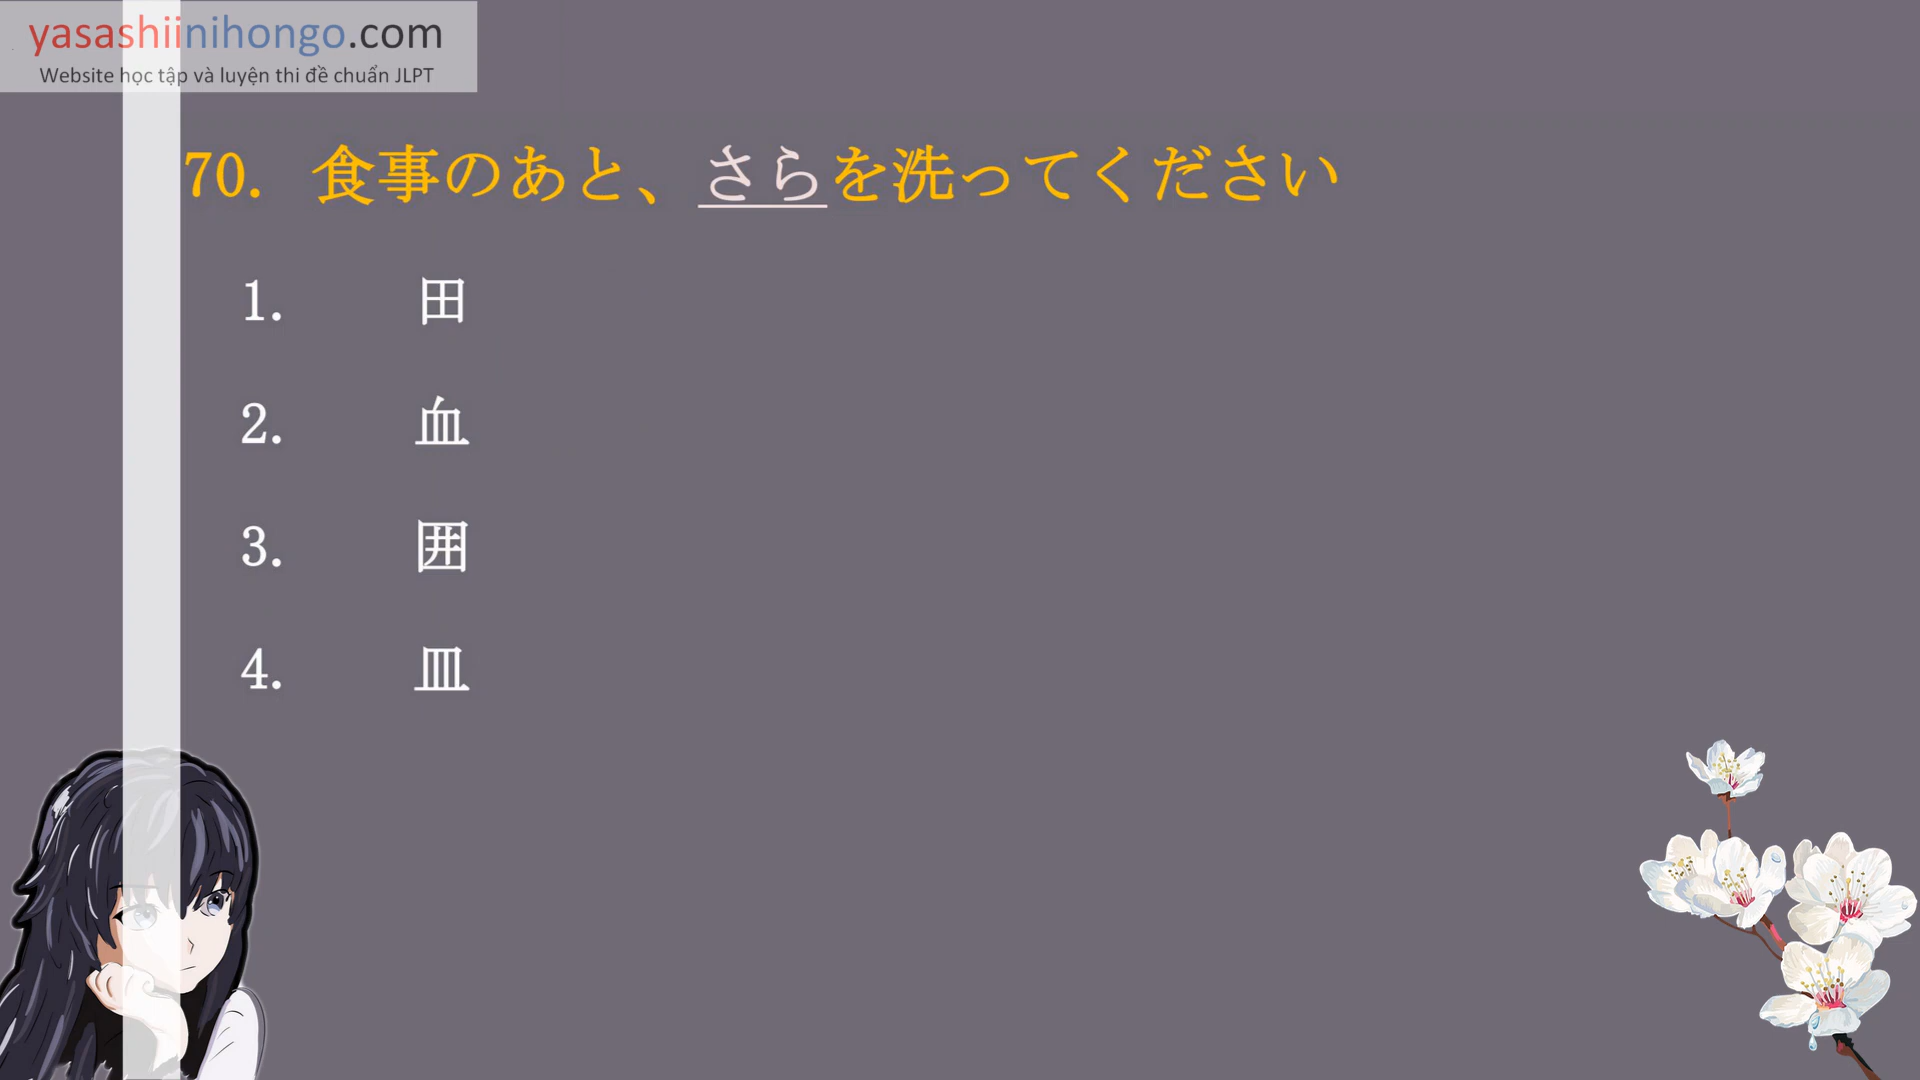 yasashiinihongo.com
Website học tập và luyện thi đề chuẩn JLPT
70. 食事のあと、さらを洗ってください
1. 田
2. 血
3. 囲
4. 皿